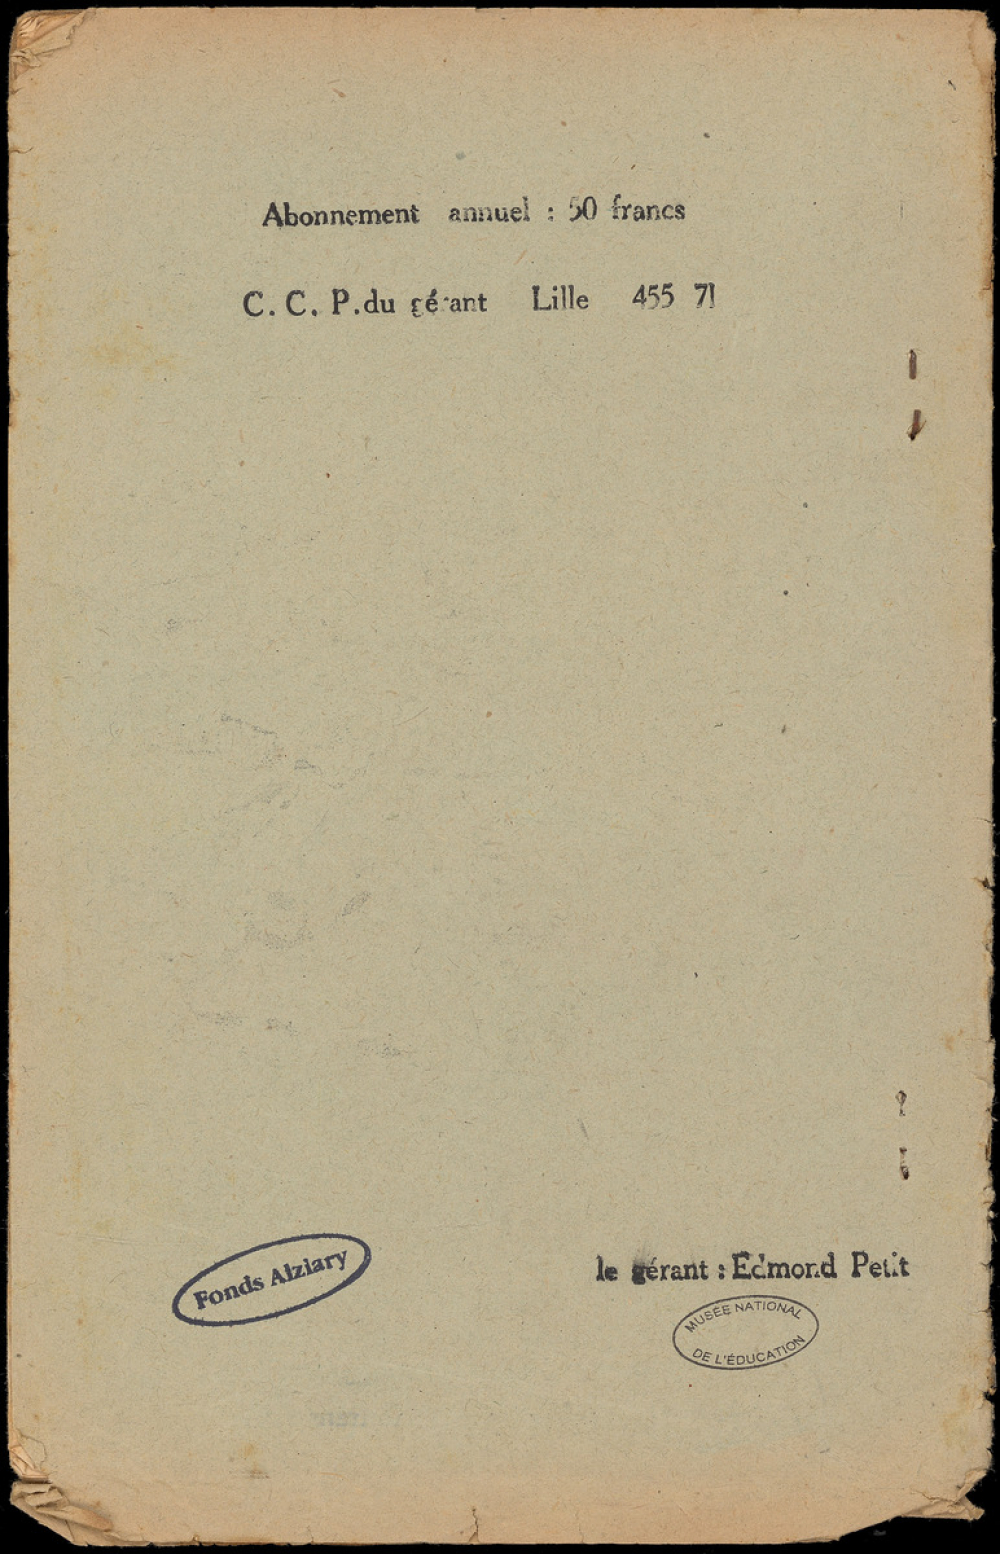 Abonnement annuel : 50 francs
C. C. P. du gérant Lille 455 71
le gérant : Edmond Petit
Fonds Alziary
MUSÉE NATIONAL
DE L'ÉDUCATION